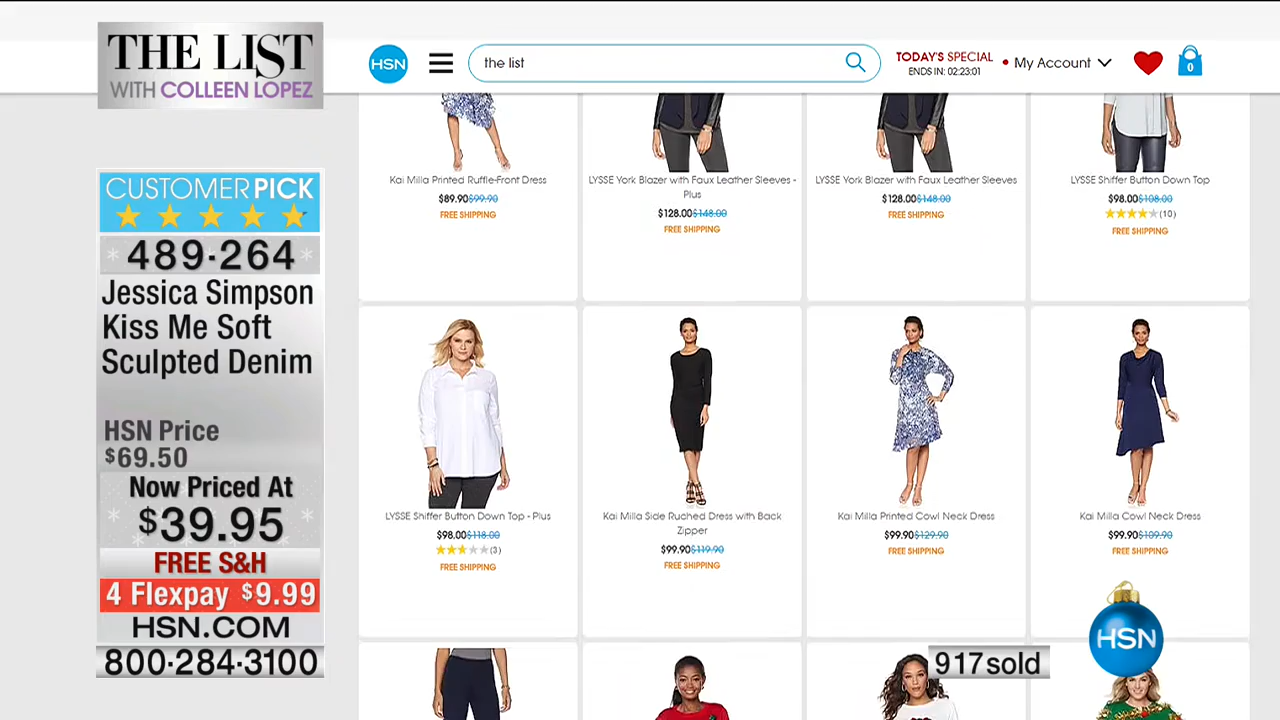 THE LIST
WITH COLLEEN LOPEZ
HSN
the list
TODAY'S SPECIAL
ENDS IN: 02:23:01
My Account
0
CUSTOMER PICK
489·264
Jessica Simpson
Kiss Me Soft
Sculpted Denim
HSN Price
$69.50
Now Priced At
$39.95
FREE S&H
4 Flexpay $9.99
HSN.COM
800·284·3100
Kai Milla Printed Ruffle-Front Dress
$89.90 $99.90
FREE SHIPPING
LYSSE York Blazer with Faux Leather Sleeves -
Plus
$128.00 $148.00
FREE SHIPPING
LYSSE York Blazer with Faux Leather Sleeves
$128.00 $148.00
FREE SHIPPING
LYSSE Shiffer Button Down Top
$98.00 $108.00
(10)
FREE SHIPPING
LYSSE Shiffer Button Down Top - Plus
$98.00 $118.00
(3)
FREE SHIPPING
Kai Milla Side Ruched Dress with Back
Zipper
$99.90 $119.90
FREE SHIPPING
Kai Milla Printed Cowl Neck Dress
$99.90 $129.90
FREE SHIPPING
Kai Milla Cowl Neck Dress
$99.90 $109.90
FREE SHIPPING
HSN
917 sold